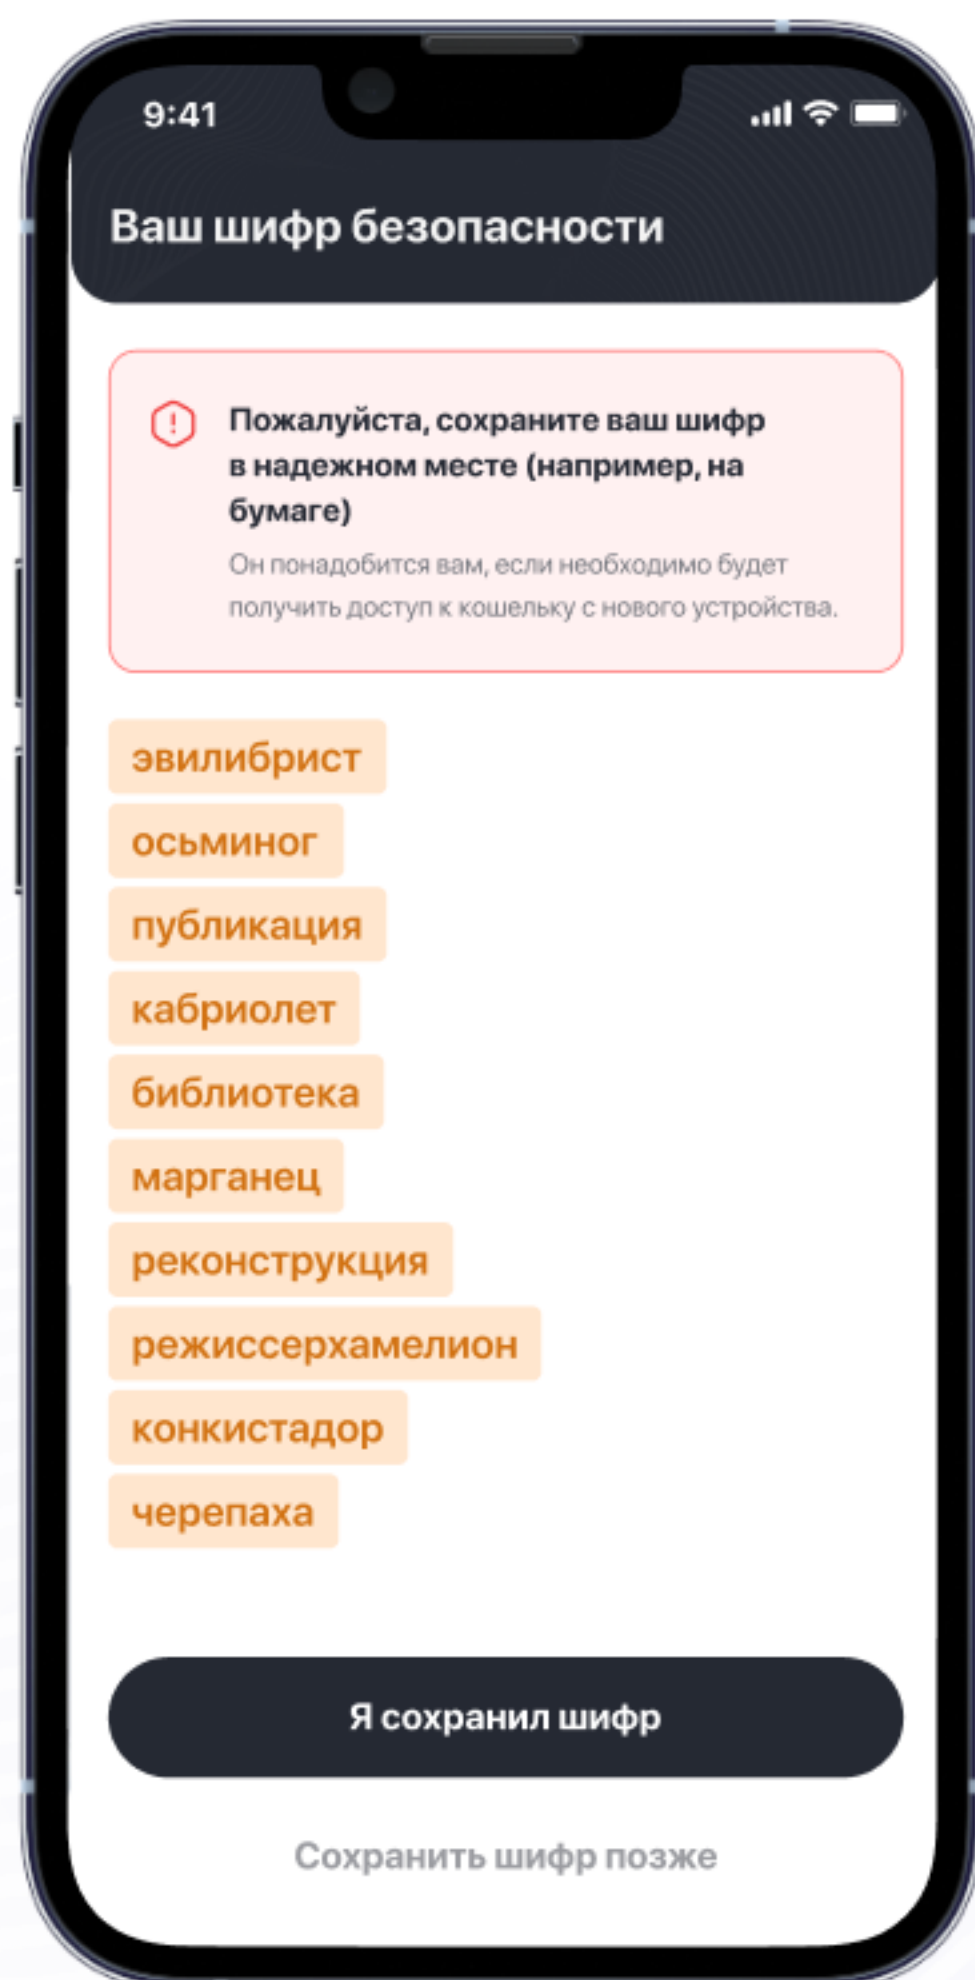 9:41
Ваш шифр безопасности
Пожалуйста, сохраните ваш шифр
в надежном месте (например, на
бумаге)
Он понадобится вам, если необходимо будет
получить доступ к кошельку с нового устройства.
эвилибрист
осьминог
публикация
кабриолет
библиотека
марганец
реконструкция
режиссерхамелион
конкистадор
черепаха
Я сохранил шифр
Сохранить шифр позже